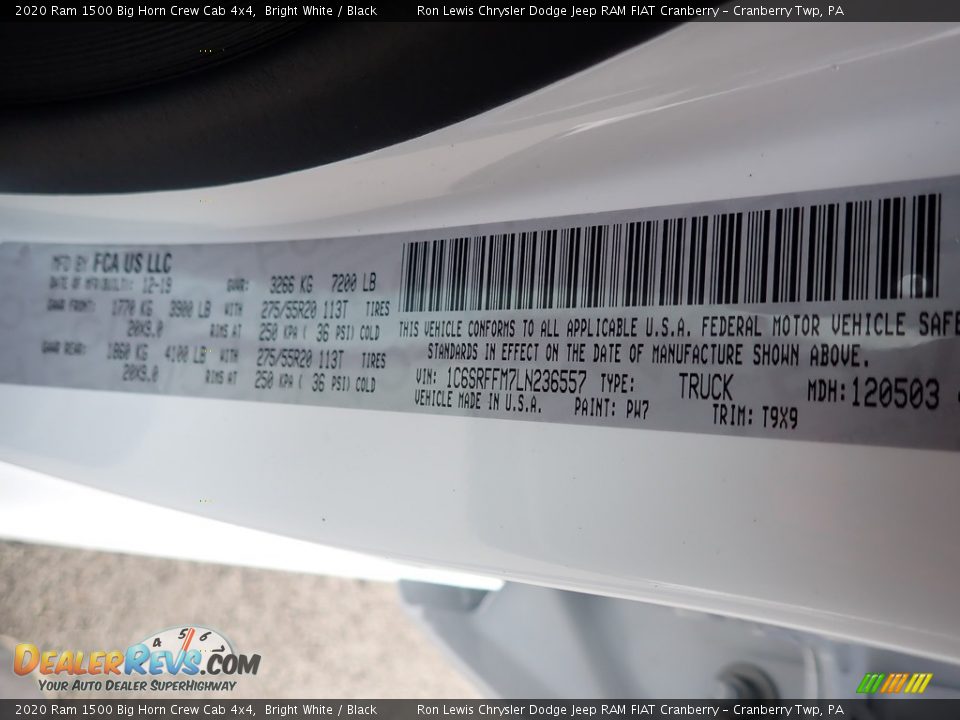 2020 Ram 1500 Big Horn Crew Cab 4x4, Bright White / Black Ron Lewis Chrysler Dodge Jeep RAM FIAT Cranberry – Cranberry Twp, PA
MFD BY FCA US LLC
DATE OF MFR/BUILT: 12-19 GVWR: 3266 KG 7200 LB
GAWR FRONT: 1770 KG 3900 LB WITH 275/55R20 113T TIRES
20X9.0 RIMS AT 250 KPA ( 36 PSI) COLD
GAWR REAR: 1860 KG 4100 LB WITH 275/55R20 113T TIRES
20X9.0 RIMS AT 250 KPA ( 36 PSI) COLD
THIS VEHICLE CONFORMS TO ALL APPLICABLE U.S.A. FEDERAL MOTOR VEHICLE SAFE
STANDARDS IN EFFECT ON THE DATE OF MANUFACTURE SHOWN ABOVE.
VIN: 1C6SRFFM7LN236557 TYPE: TRUCK MDH: 120503
VEHICLE MADE IN U.S.A. PAINT: PW7 TRIM: T9X9
4 5 6
DEALERREVS.COM
YOUR AUTO DEALER SUPERHIGHWAY
2020 Ram 1500 Big Horn Crew Cab 4x4, Bright White / Black Ron Lewis Chrysler Dodge Jeep RAM FIAT Cranberry – Cranberry Twp, PA